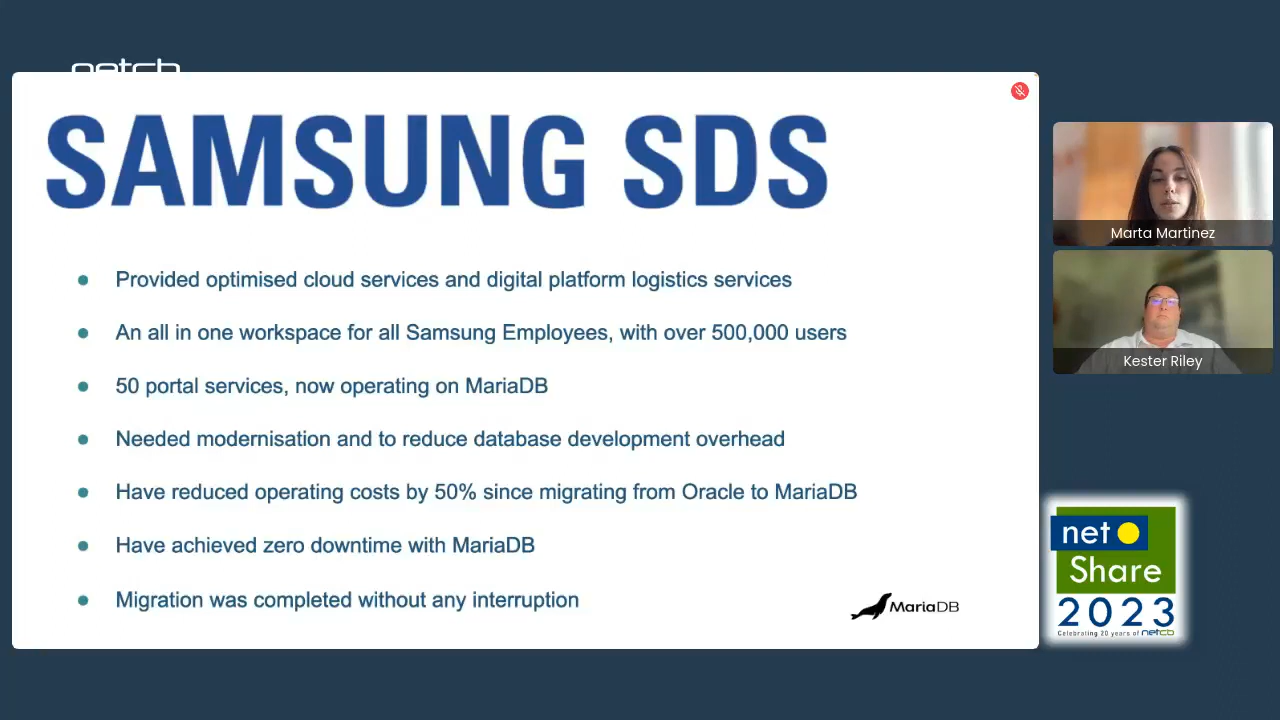 netcb
SAMSUNG SDS
Provided optimised cloud services and digital platform logistics services
An all in one workspace for all Samsung Employees, with over 500,000 users
50 portal services, now operating on MariaDB
Needed modernisation and to reduce database development overhead
Have reduced operating costs by 50% since migrating from Oracle to MariaDB
Have achieved zero downtime with MariaDB
Migration was completed without any interruption
MariaDB
Marta Martinez
Kester Riley
net
Share
2023
Celebrating 20 years of netcb